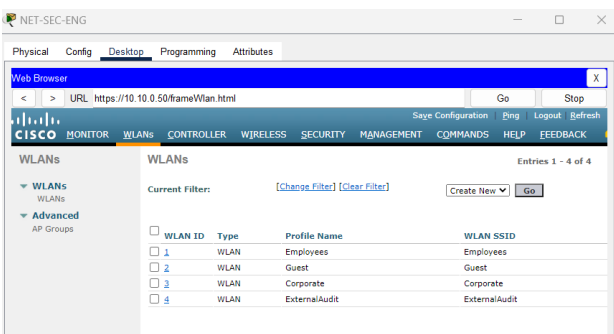 NET-SEC-ENG
Physical Config Desktop Programming Attributes
Web Browser X
< > URL https://10.10.0.50/frameWlan.html Go Stop
Save Configuration Ping Logout Refresh
CISCO MONITOR WLANs CONTROLLER WIRELESS SECURITY MANAGEMENT COMMANDS HELP FEEDBACK
WLANs WLANs Entries 1 - 4 of 4
WLANs
WLANs
Advanced
AP Groups
Current Filter: [Change Filter] [Clear Filter] Create New Go
WLAN ID Type Profile Name WLAN SSID
1 WLAN Employees Employees
2 WLAN Guest Guest
3 WLAN Corporate Corporate
4 WLAN ExternalAudit ExternalAudit